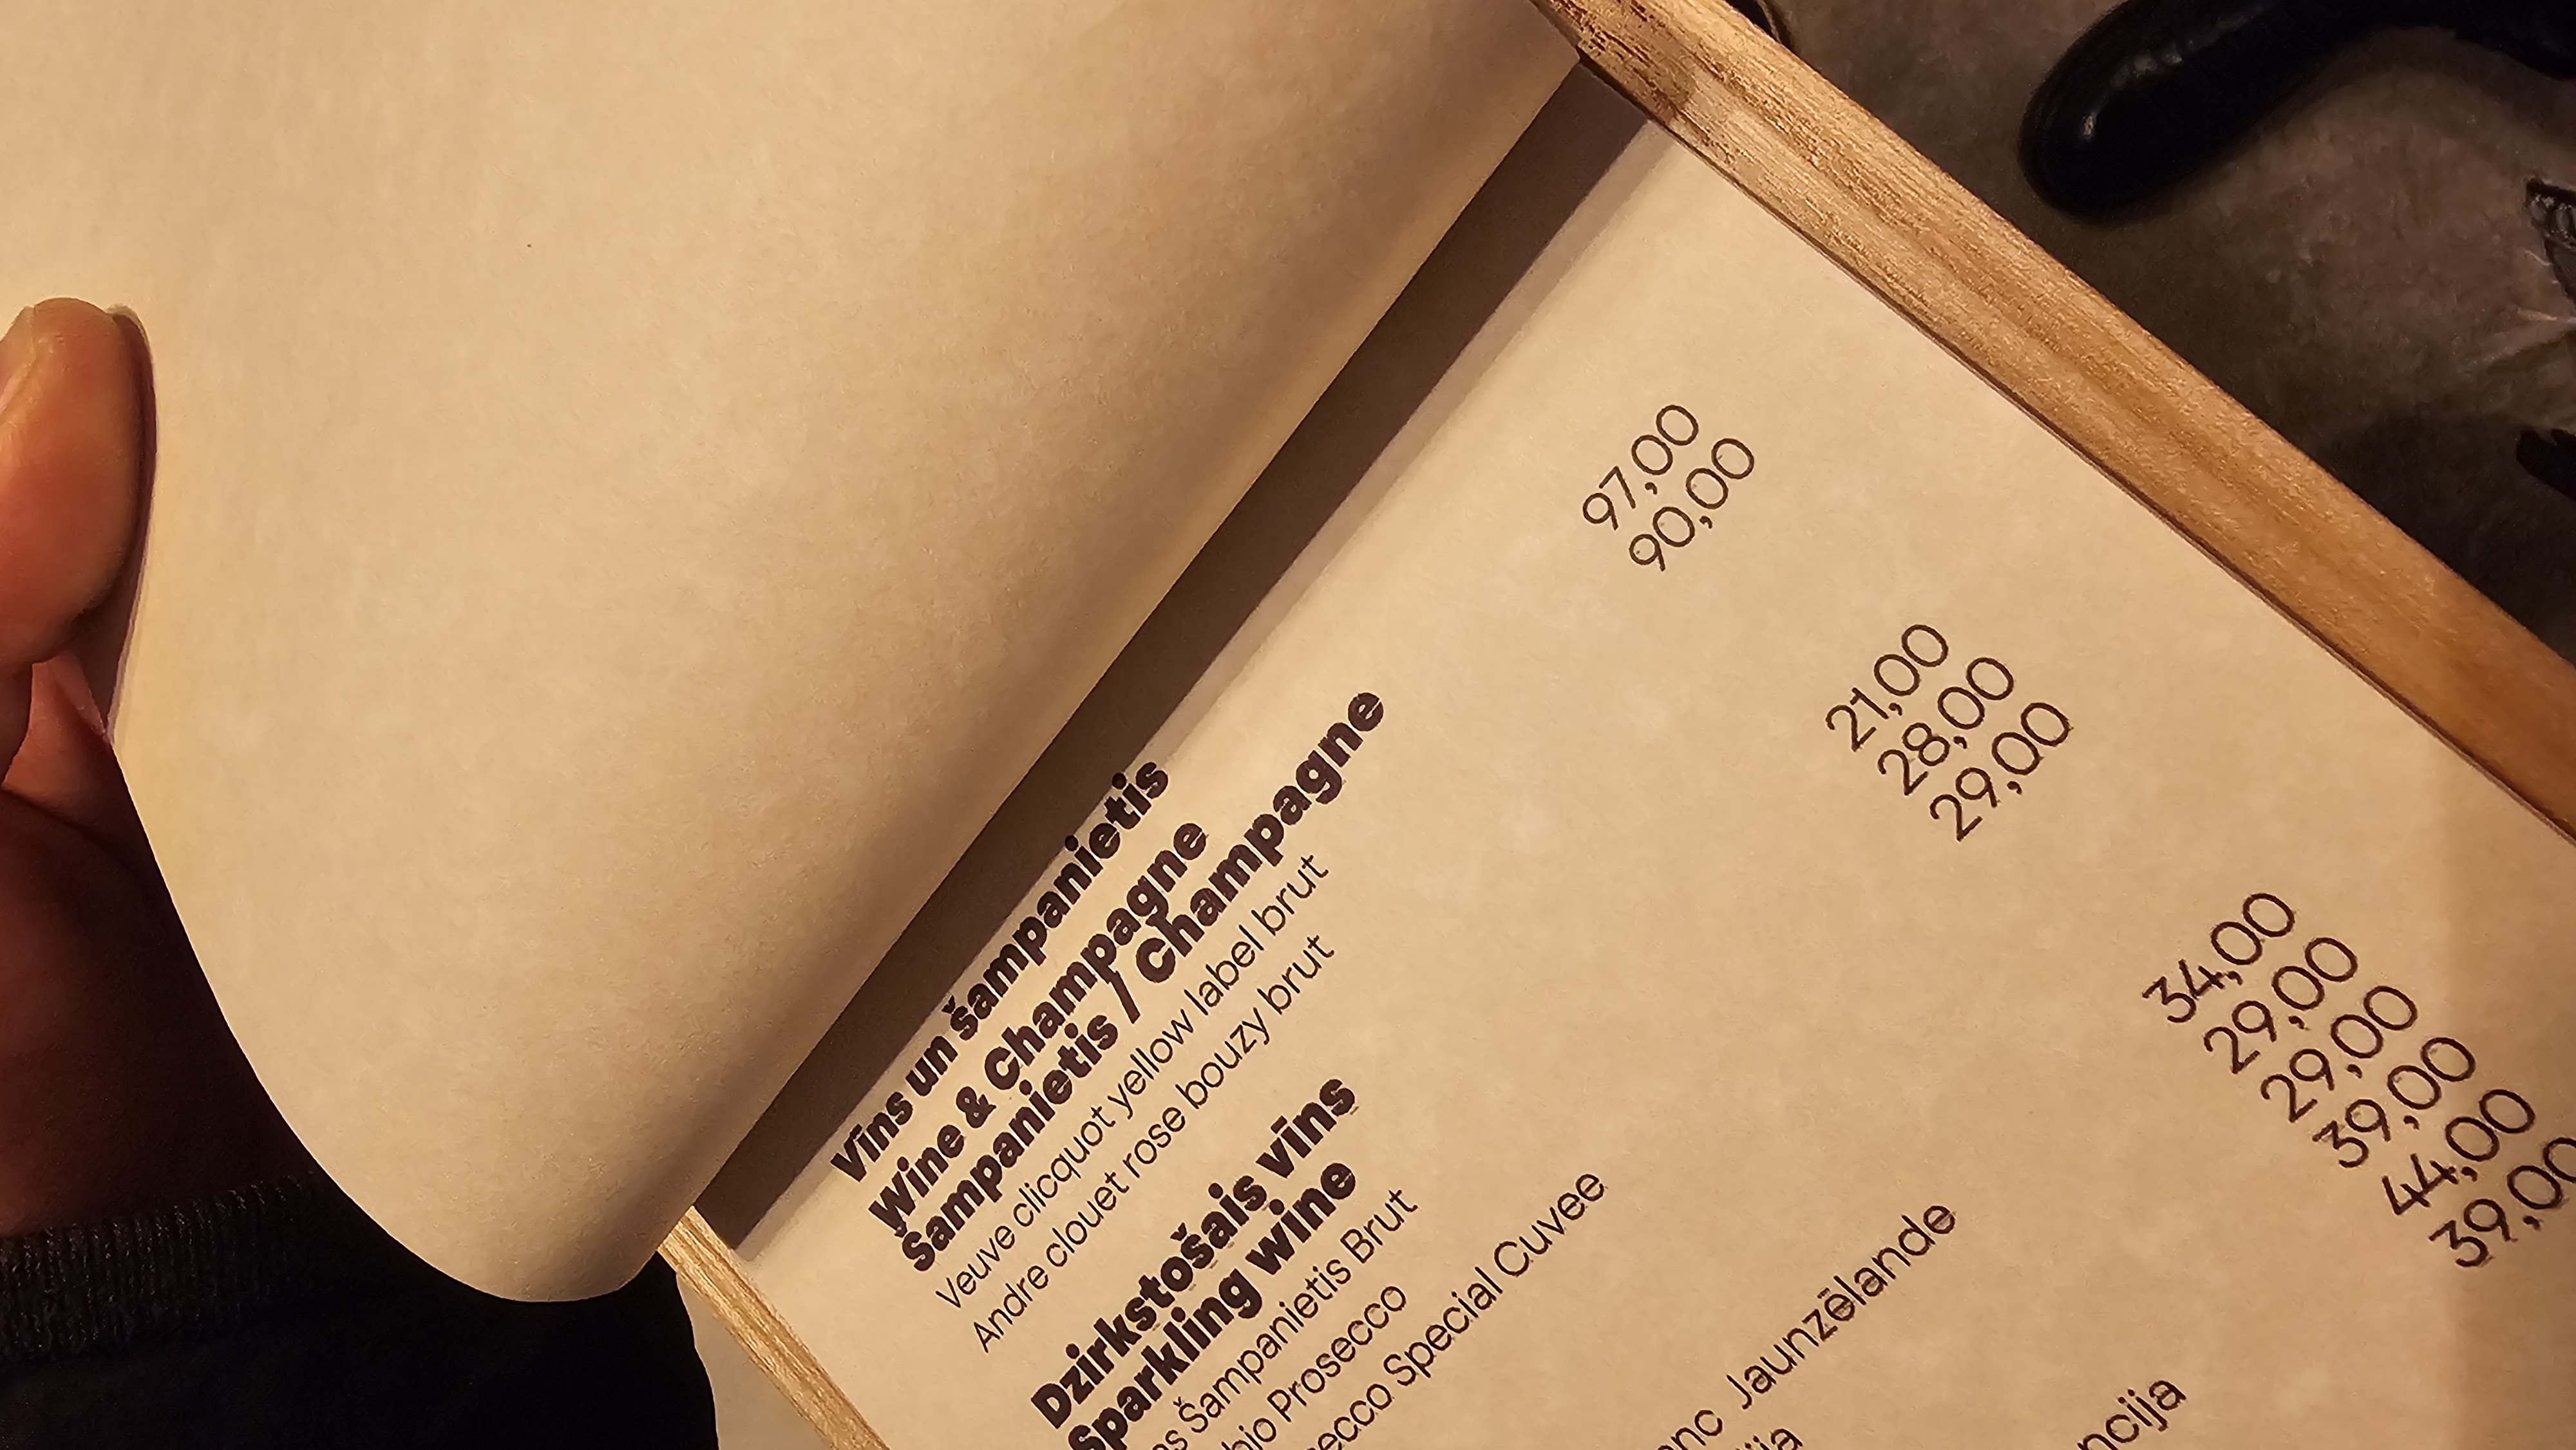 Vīns un šampanietis
Wine & Champagne
Šampanietis / Champagne
Veuve clicquot yellow label brut 97,00
Andre clouet rose bouzy brut 90,00
Dzirkstošais vīns
Sparkling wine
Šampanietis Brut 21,00
Prosecco 28,00
Special Cuvee 29,00
Jaunzēlande 34,00
29,00
29,00
39,00
44,00
39,00